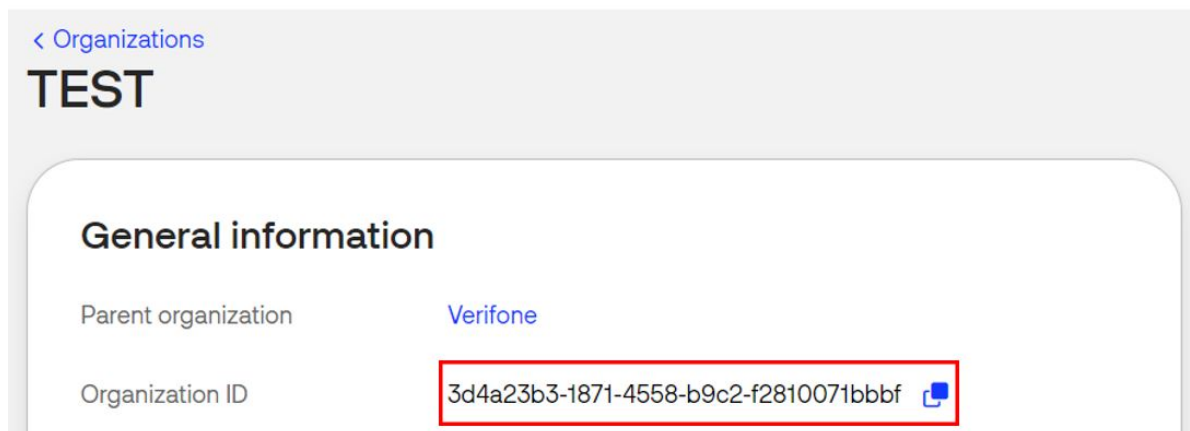 < Organizations
TEST
General information
Parent organization Verifone
Organization ID 3d4a23b3-1871-4558-b9c2-f2810071bbbf